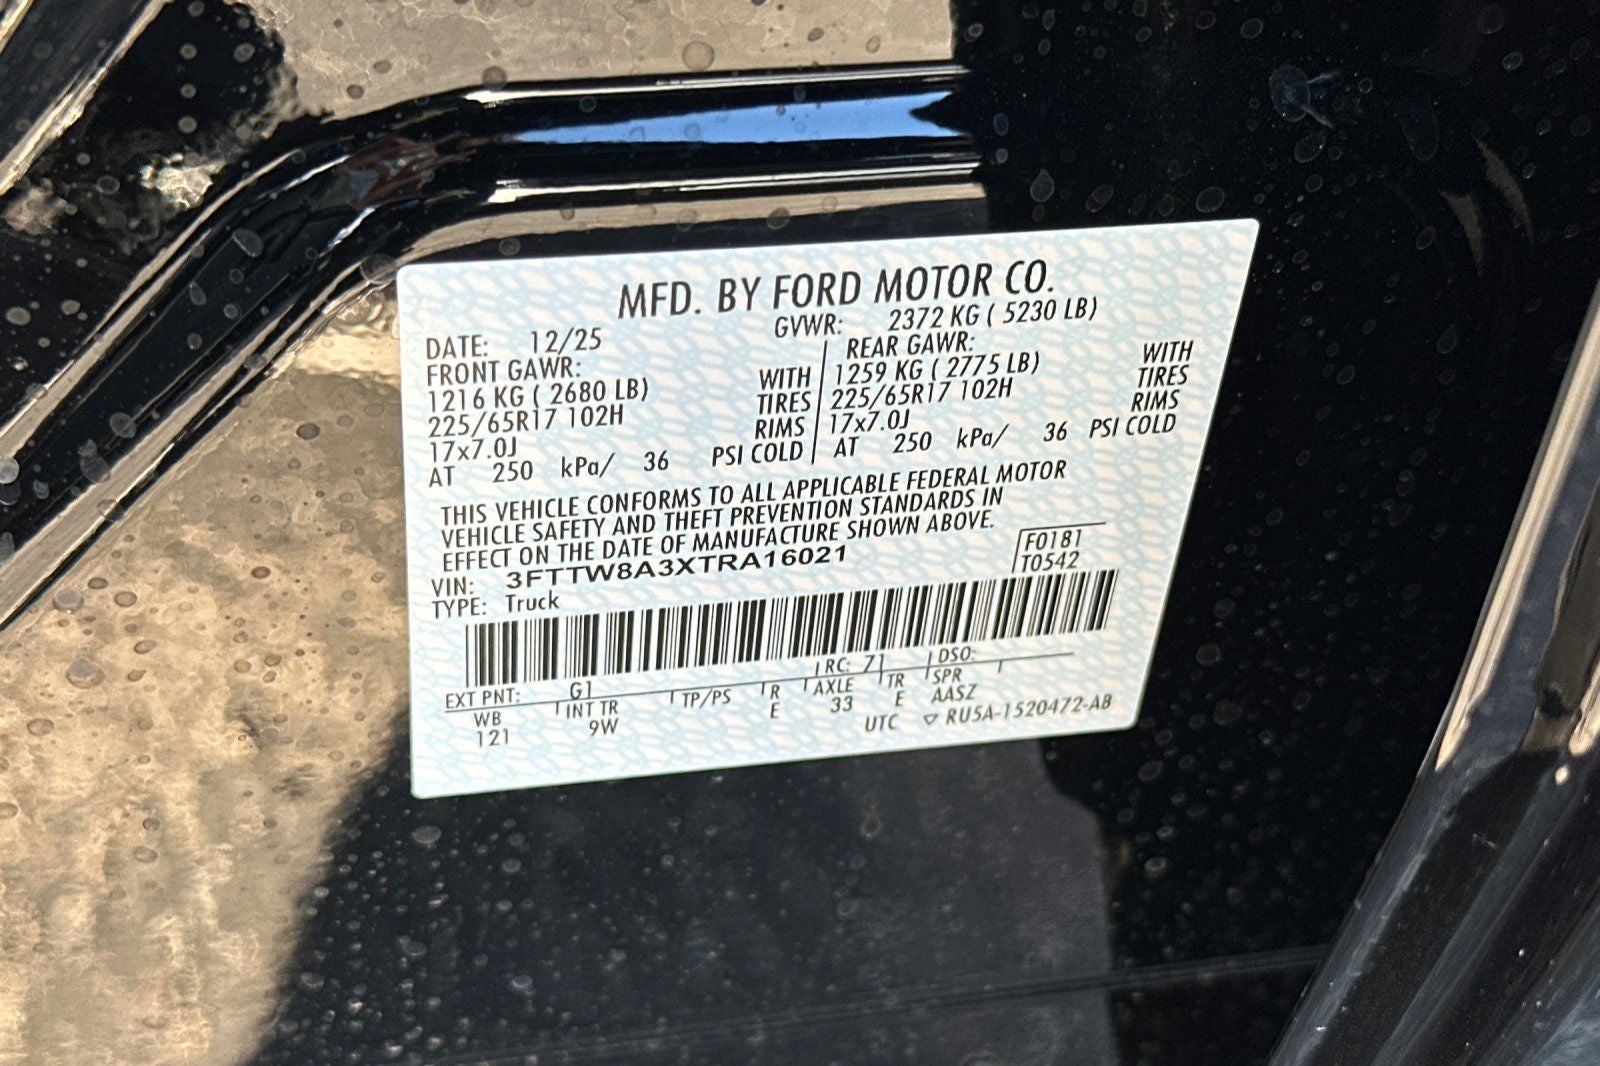 MFD. BY FORD MOTOR CO.
DATE: 12/25 GVWR: 2372 KG ( 5230 LB)
FRONT GAWR: REAR GAWR:
1216 KG ( 2680 LB) WITH 1259 KG ( 2775 LB) WITH
225/65R17 102H TIRES 225/65R17 102H TIRES
17x7.0J RIMS 17x7.0J RIMS
AT 250 kPa/ 36 PSI COLD AT 250 kPa/ 36 PSI COLD
THIS VEHICLE CONFORMS TO ALL APPLICABLE FEDERAL MOTOR
VEHICLE SAFETY AND THEFT PREVENTION STANDARDS IN
EFFECT ON THE DATE OF MANUFACTURE SHOWN ABOVE.
VIN: 3FTTW8A3XTRA16021 F0181
TYPE: Truck T0542
EXT PNT: G1 RC: 71 DSO:
WB INT TR TP/PS R AXLE TR SPR
121 9W E 33 E AASZ
UTC ▽ RU5A-1520472-AB